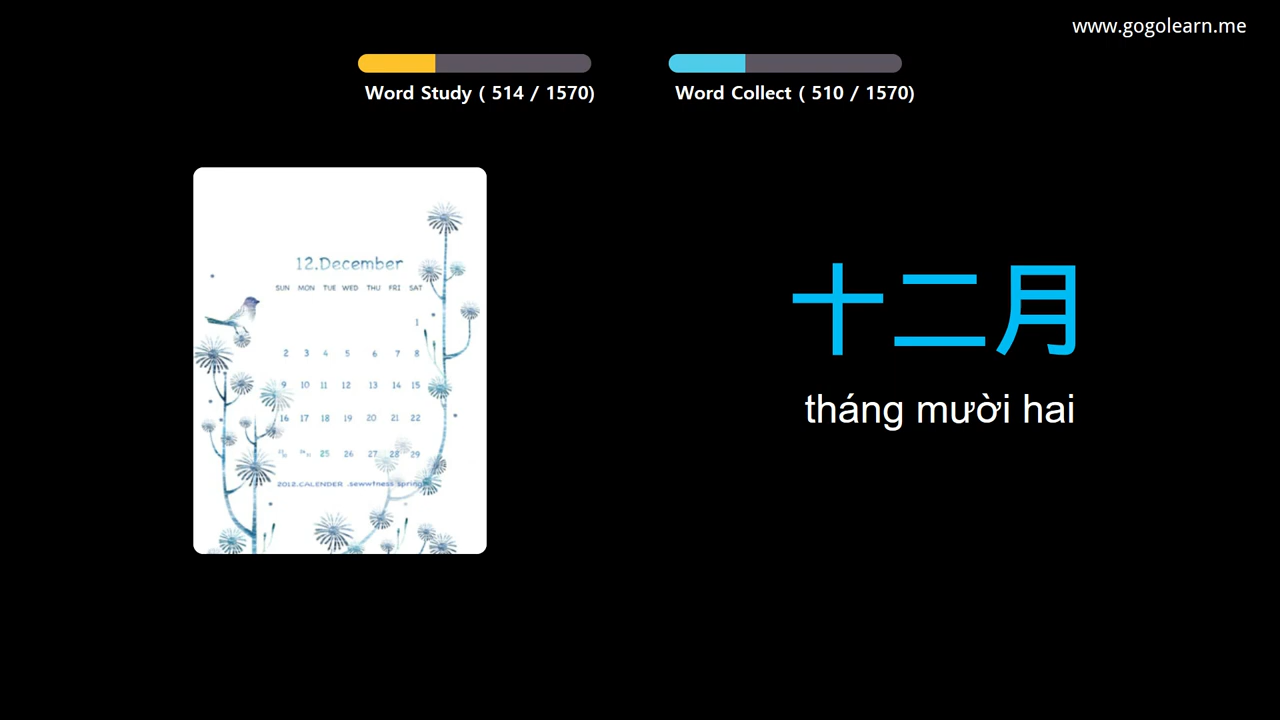 www.gogolearn.me
Word Study ( 514 / 1570)
Word Collect ( 510 / 1570)
12.December
SUN MON TUE WED THU FRI SAT
1
2 3 4 5 6 7 8
9 10 11 12 13 14 15
16 17 18 19 20 21 22
25 26 27 28 29
2012.CALENDER .sewwtness spring
十二月
tháng mười hai